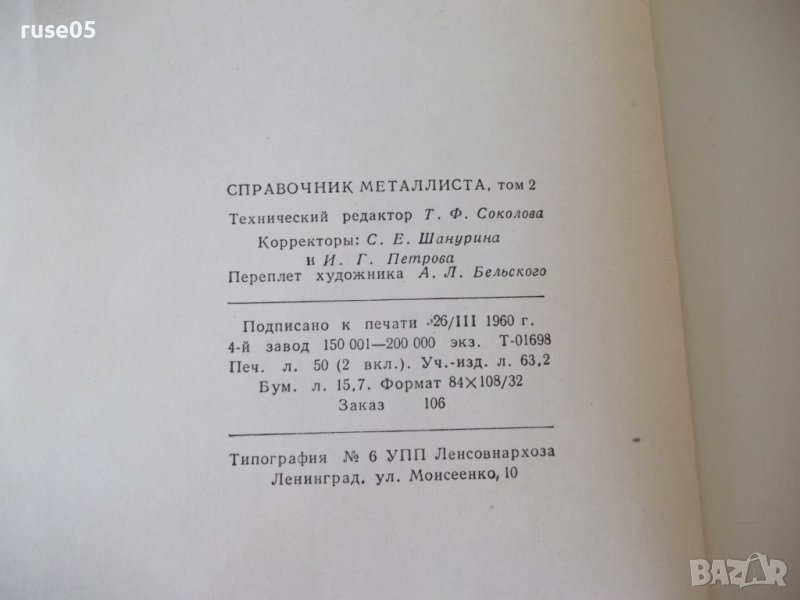 ruse05
СПРАВОЧНИК МЕТАЛЛИСТА, том 2
Технический редактор Т. Ф. Соколова
Корректоры: С. Е. Шанурина
и И. Г. Петрова
Переплет художника А. Л. Бельского
Подписано к печати 26/III 1960 г.
4-й завод 150 001—200 000 экз. Т-01698
Печ. л. 50 (2 вкл.). Уч.-изд. л. 63,2
Бум. л. 15,7. Формат 84×108/32
Заказ 106
Типография № 6 УПП Ленсовнархоза
Ленинград, ул. Моисеенко, 10
BAZAR